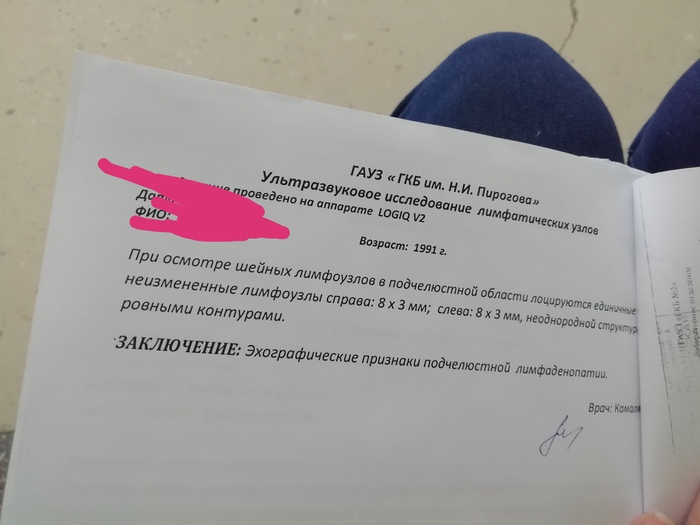 ГАУЗ « ГКБ им. Н.И. Пирогова»
Ультразвуковое исследование лимфатических узлов
проведено на аппарате LOGIQ V2
ФИО:
Возраст: 1991 г.
При осмотре шейных лимфоузлов в подчелюстной области лоцируются единичные
неизмененные лимфоузлы справа: 8 х 3 мм; слева: 8 х 3 мм, неоднородной структур
ровными контурами.
ЗАКЛЮЧЕНИЕ: Эхографические признаки подчелюстной лимфаденопатии.
Врач: Камаля